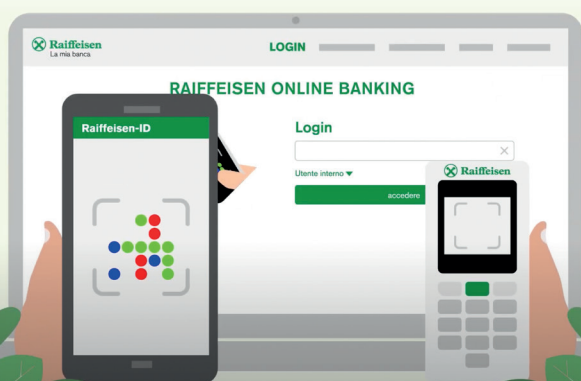 Raiffeisen
La mia banca
LOGIN
RAIFFEISEN ONLINE BANKING
Raiffeisen-ID
Login
Utente interno
accedere
Raiffeisen